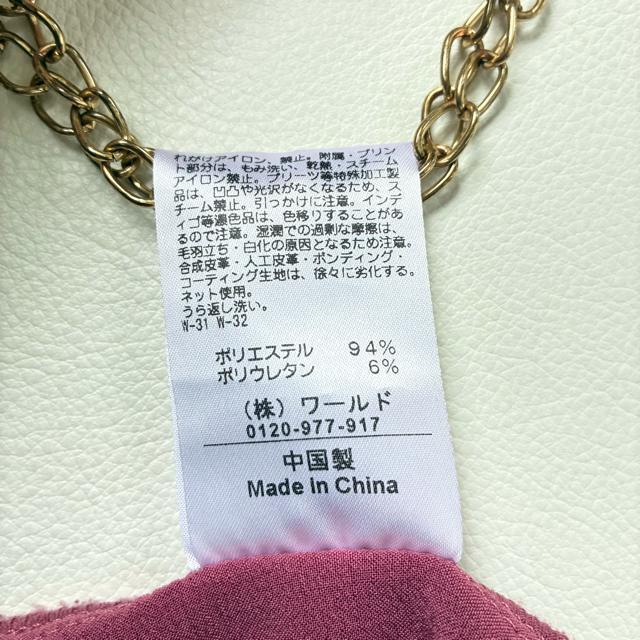 れがけアイロン。禁止。附属・プリン
ト部分は、もみ洗い、乾熱・スチーム
アイロン禁止。プリーツ等特殊加工製
品は、凹凸や光沢がなくなるため、ス
チーム禁止。引っかけに注意。インデ
ィゴ等濃色品は、色移りすることがあ
るので注意。湿潤での過剰な摩擦は、
毛羽立ち・白化の原因となるため注意。
合成皮革・人工皮革・ボンディング・
コーティング生地は、徐々に劣化する。
ネット使用。
うら返し洗い。
W-31 W-32
ポリエステル 94%
ポリウレタン 6%
（株）ワールド
0120-977-917
中国製
Made In China